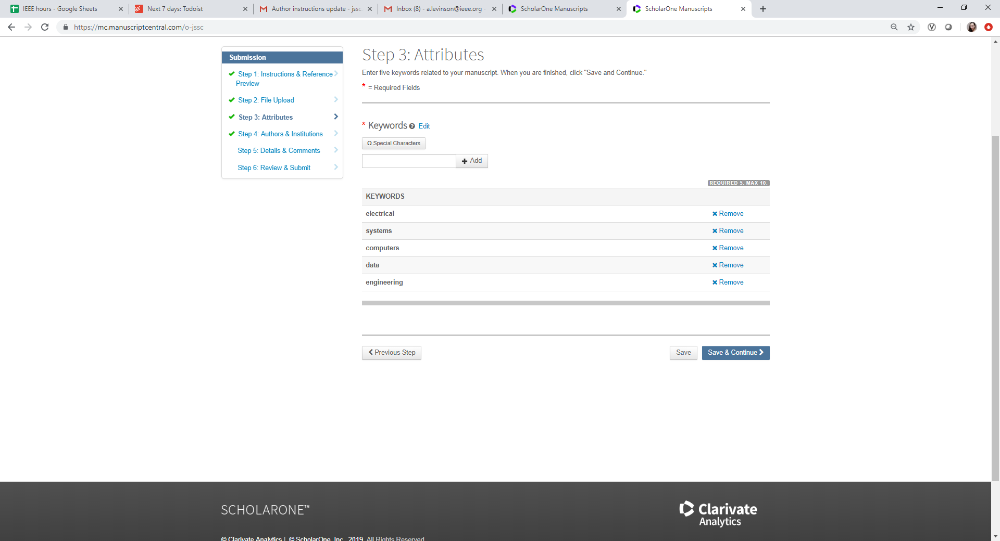 IEEE hours - Google Sheets
Next 7 days: Todoist
Author instructions update - jssc
Inbox (8) - a.levinson@ieee.org -
ScholarOne Manuscripts
ScholarOne Manuscripts
https://mc.manuscriptcentral.com/o-jssc
Submission
Step 1: Instructions & Reference
Preview
Step 2: File Upload
Step 3: Attributes
Step 4: Authors & Institutions
Step 5: Details & Comments
Step 6: Review & Submit
Step 3: Attributes
Enter five keywords related to your manuscript. When you are finished, click "Save and Continue."
* = Required Fields
* Keywords ? Edit
Ω Special Characters
Add
REQUIRED 5. MAX 10.
KEYWORDS
electrical Remove
systems Remove
computers Remove
data Remove
engineering Remove
Previous Step
Save
Save & Continue
SCHOLARONE™
Clarivate
Analytics
© Clarivate Analytics | © ScholarOne, Inc., 2019. All Rights Reserved.